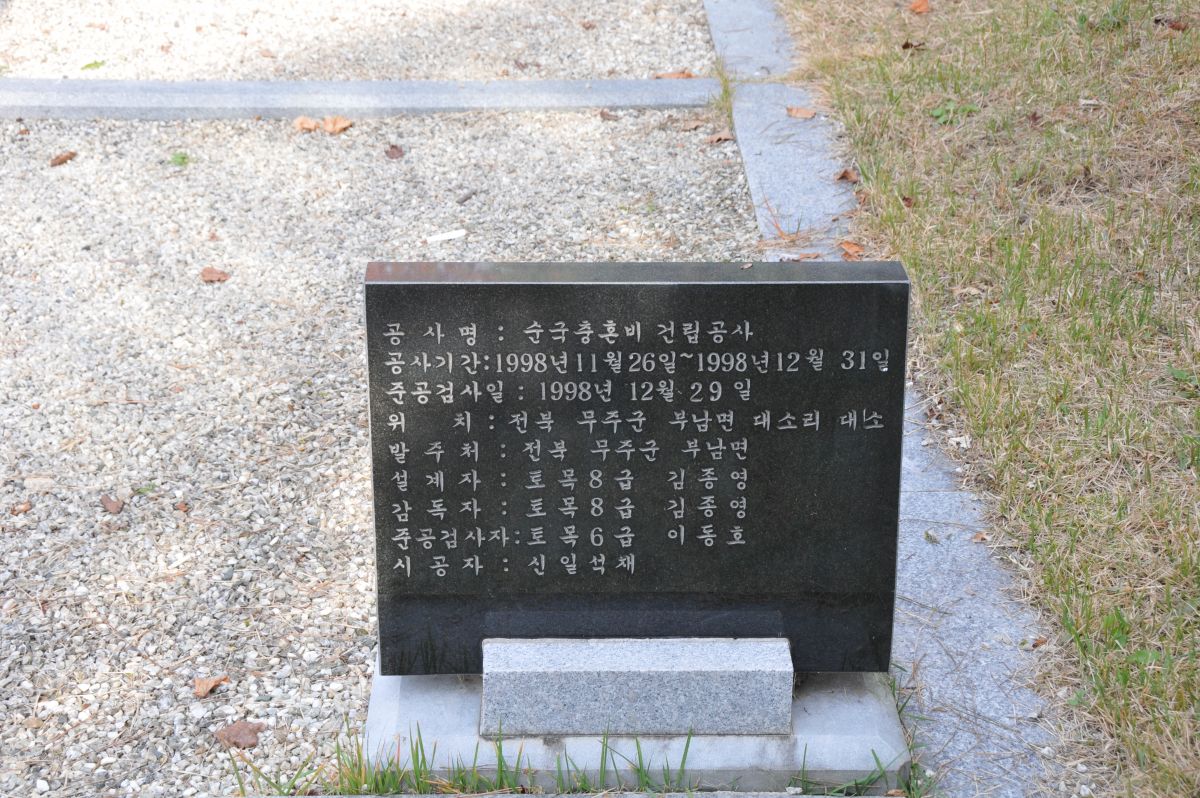 공 사 명 : 순국충혼비 건립공사
공사기간:1998년11월26일~1998년12월 31일
준공검사일 : 1998년 12월 29일
위 치 : 전북 무주군 부남면 대소리 대소
발 주 처 : 전북 무주군 부남면
설 계 자 : 토목8급 김종영
감 독 자 : 토목8급 김종영
준공검사자:토목6급 이동호
시 공 자 : 신일석재